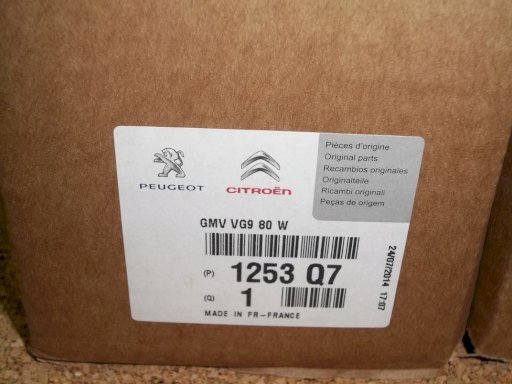 PEUGEOT
CITROËN
Pièces d'origine
Original parts
Recambios originales
Originalteile
Ricambi originali
Peças de origem
GMV VG9 80 W
(P) 1253 Q7
(Q) 1
MADE IN FR-FRANCE
24/07/2014 17:07